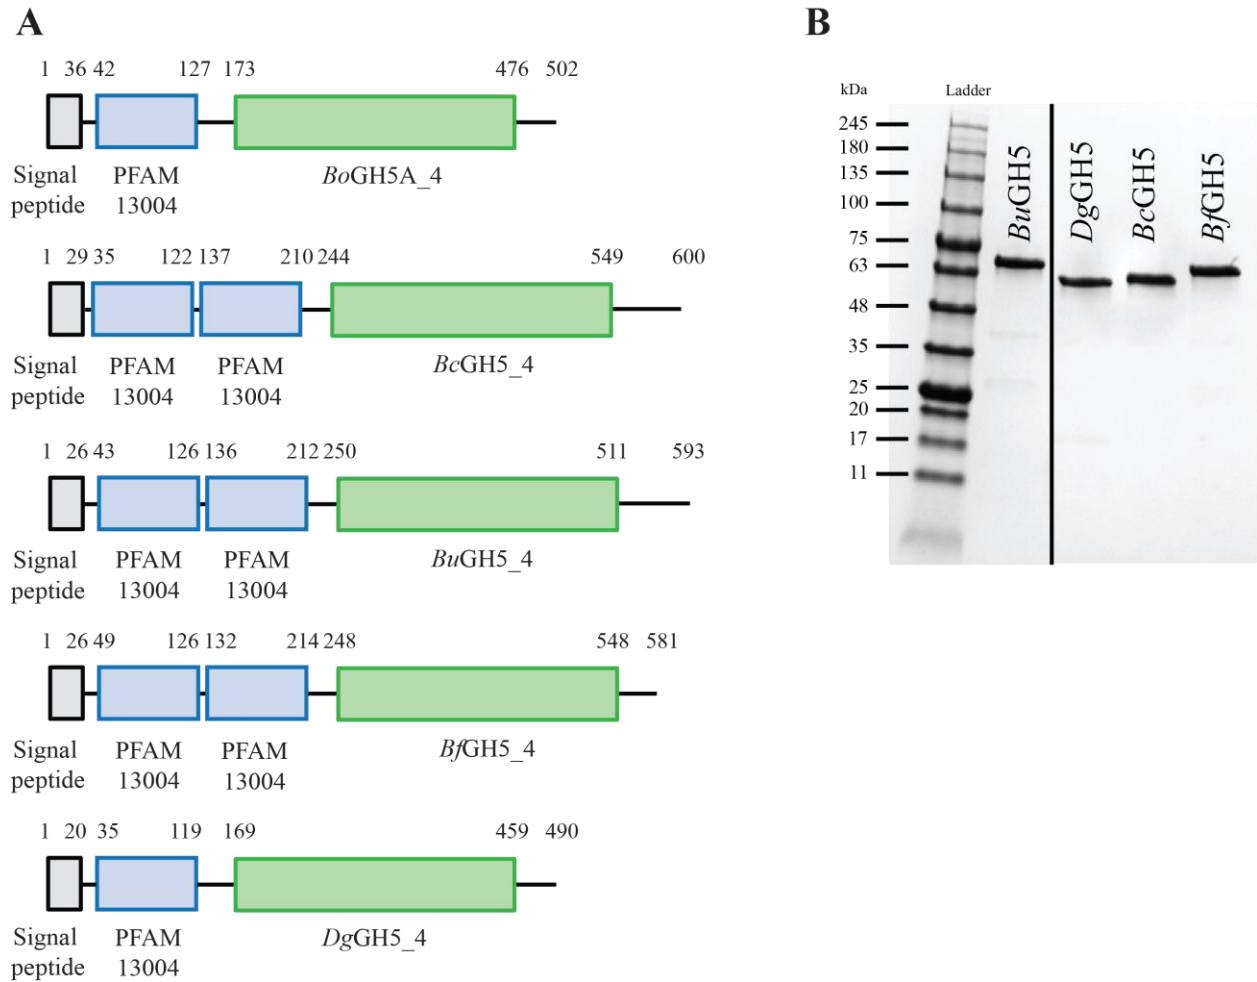 A
1 36 42 127 173 476 502
Signal PFAM BoGH5A_4
peptide 13004
1 29 35 122 137 210 244 549 600
Signal PFAM PFAM BcGH5_4
peptide 13004 13004
1 26 43 126 136 212 250 511 593
Signal PFAM PFAM BuGH5_4
peptide 13004 13004
1 26 49 126 132 214 248 548 581
Signal PFAM PFAM BfGH5_4
peptide 13004 13004
1 20 35 119 169 459 490
Signal PFAM DgGH5_4
peptide 13004
B
kDa Ladder
245
180
135
100
75
63
48
35
25
20
17
11
BuGH5
DgGH5
BcGH5
BfGH5